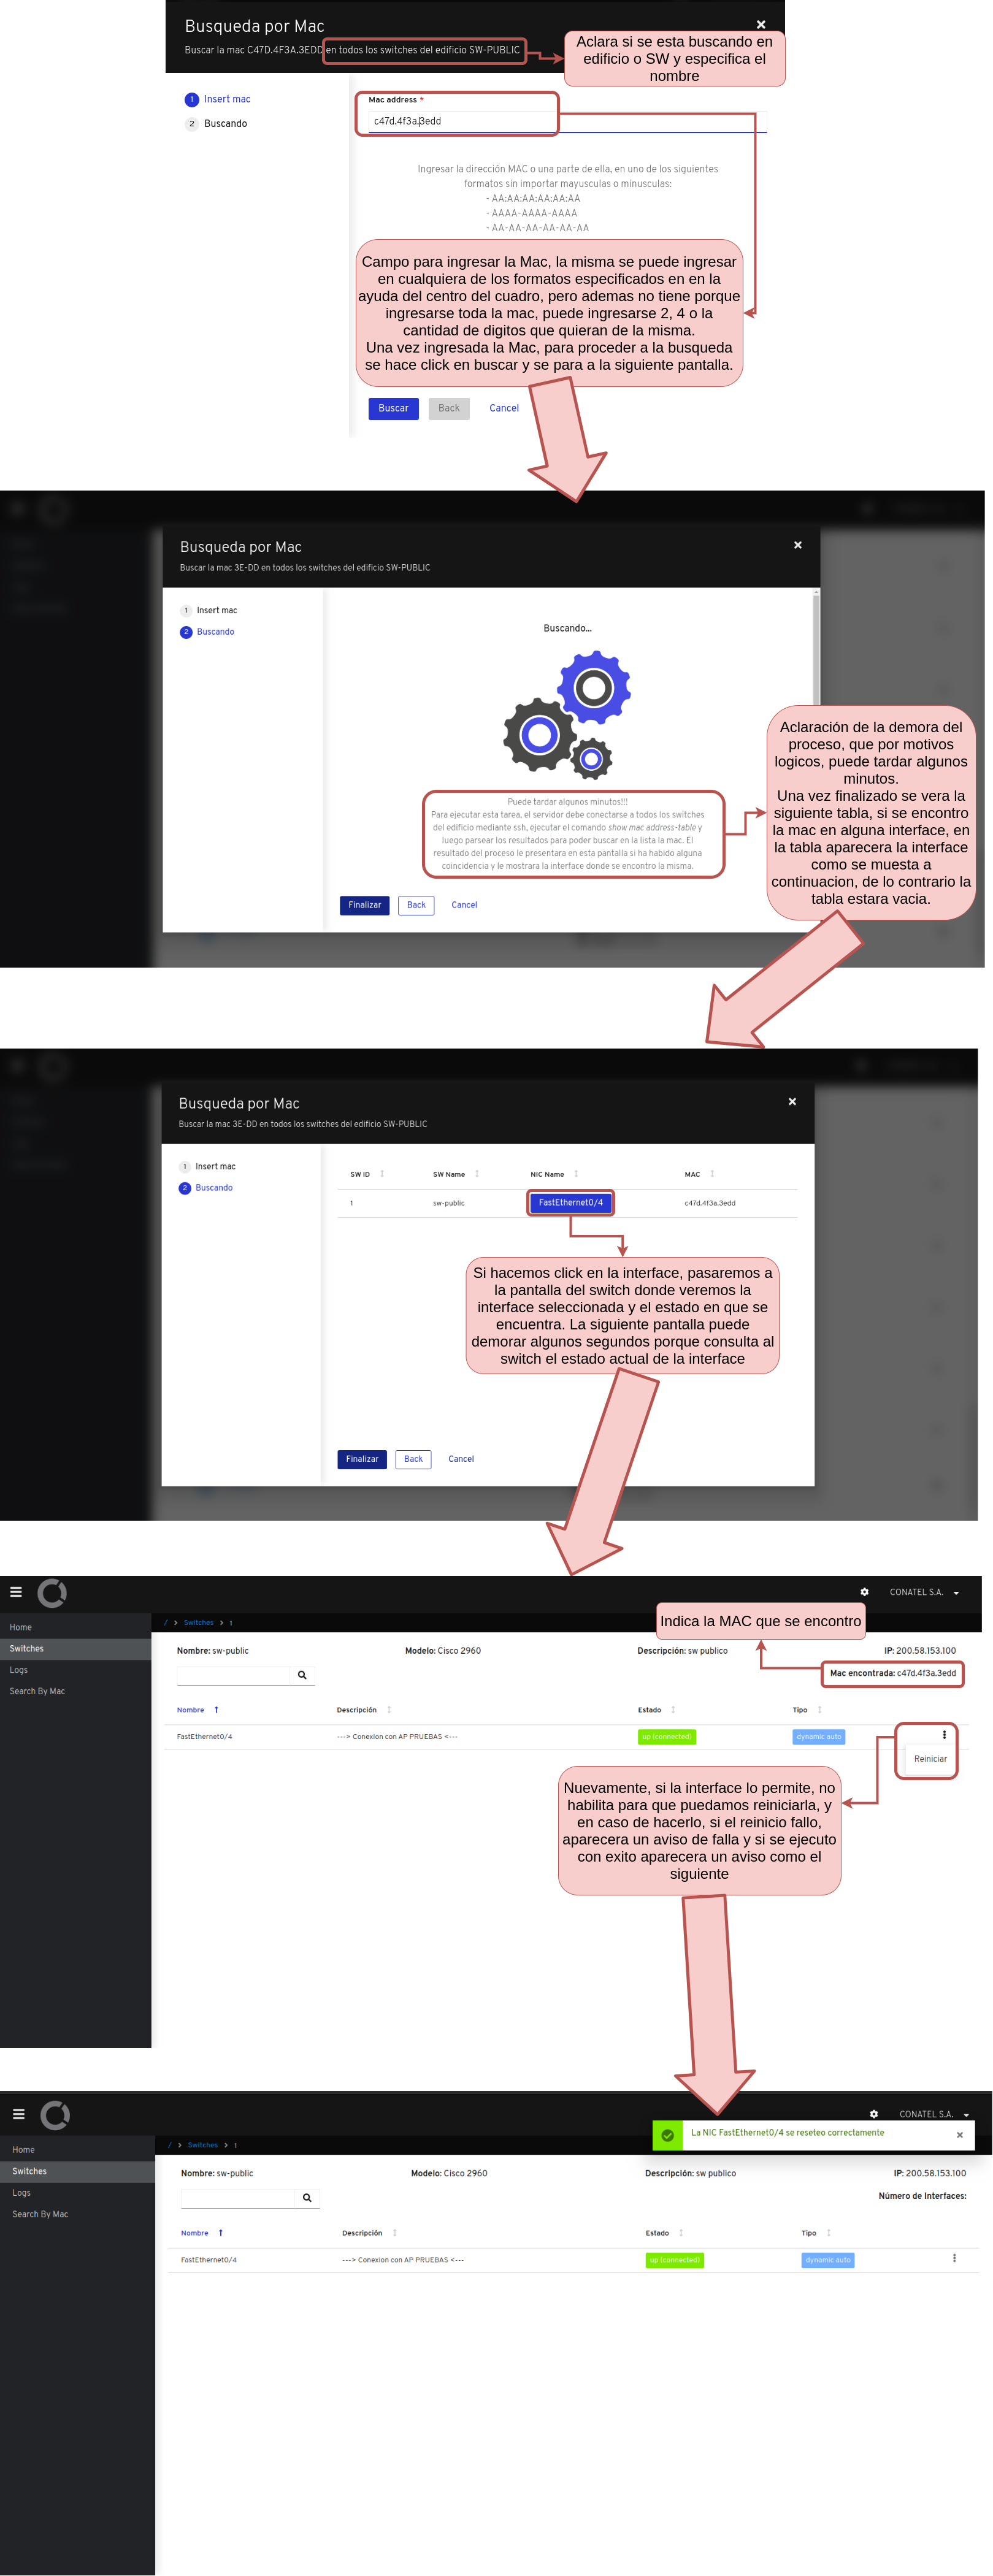 Busqueda por Mac
Buscar la mac C47D.4F3A.3EDD en todos los switches del edificio SW-PUBLIC
Aclara si se esta buscando en
edificio o SW y especifica el
nombre
1 Insert mac
2 Buscando
Mac address *
c47d.4f3a.3edd
Ingresar la dirección MAC o una parte de ella, en uno de los siguientes
formatos sin importar mayusculas o minusculas:
- AA:AA:AA:AA:AA:AA
- AAAA-AAAA-AAAA
- AA-AA-AA-AA-AA-AA
Campo para ingresar la Mac, la misma se puede ingresar
en cualquiera de los formatos especificados en en la
ayuda del centro del cuadro, pero ademas no tiene porque
ingresarse toda la mac, puede ingresarse 2, 4 o la
cantidad de digitos que quieran de la misma.
Una vez ingresada la Mac, para proceder a la busqueda
se hace click en buscar y se para a la siguiente pantalla.
Buscar Back Cancel
Busqueda por Mac
Buscar la mac 3E-DD en todos los switches del edificio SW-PUBLIC
1 Insert mac
2 Buscando
Buscando...
Puede tardar algunos minutos!!!
Para ejecutar esta tarea, el servidor debe conectarse a todos los switches
del edificio mediante ssh, ejecutar el comando show mac address-table y
luego parsear los resultados para poder buscar en la lista la mac. El
resultado del proceso le presentara en esta pantalla si ha habido alguna
coincidencia y le mostrara la interface donde se encontro la misma.
Aclaración de la demora del
proceso, que por motivos
logicos, puede tardar algunos
minutos.
Una vez finalizado se vera la
siguiente tabla, si se encontro
la mac en alguna interface, en
la tabla aparecera la interface
como se muesta a
continuacion, de lo contrario la
tabla estara vacia.
Finalizar Back Cancel
Busqueda por Mac
Buscar la mac 3E-DD en todos los switches del edificio SW-PUBLIC
1 Insert mac
2 Buscando
SW ID SW Name NIC Name MAC
1 sw-public FastEthernet0/4 c47d.4f3a.3edd
Si hacemos click en la interface, pasaremos a
la pantalla del switch donde veremos la
interface seleccionada y el estado en que se
encuentra. La siguiente pantalla puede
demorar algunos segundos porque consulta al
switch el estado actual de la interface
Finalizar Back Cancel
CONATEL S.A.
Home
Switches
Logs
Search By Mac
/ > Switches > 1
Indica la MAC que se encontro
Nombre: sw-public Modelo: Cisco 2960 Descripción: sw publico IP: 200.58.153.100
Mac encontrada: c47d.4f3a.3edd
Nombre Descripción Estado Tipo
FastEthernet0/4 ---> Conexion con AP PRUEBAS <--- up (connected) dynamic auto
Reiniciar
Nuevamente, si la interface lo permite, no
habilita para que puedamos reiniciarla, y
en caso de hacerlo, si el reinicio fallo,
aparecera un aviso de falla y si se ejecuto
con exito aparecera un aviso como el
siguiente
CONATEL S.A.
La NIC FastEthernet0/4 se reseteo correctamente
Home
Switches
Logs
Search By Mac
/ > Switches > 1
Nombre: sw-public Modelo: Cisco 2960 Descripción: sw publico IP: 200.58.153.100
Número de Interfaces:
Nombre Descripción Estado Tipo
FastEthernet0/4 ---> Conexion con AP PRUEBAS <--- up (connected) dynamic auto